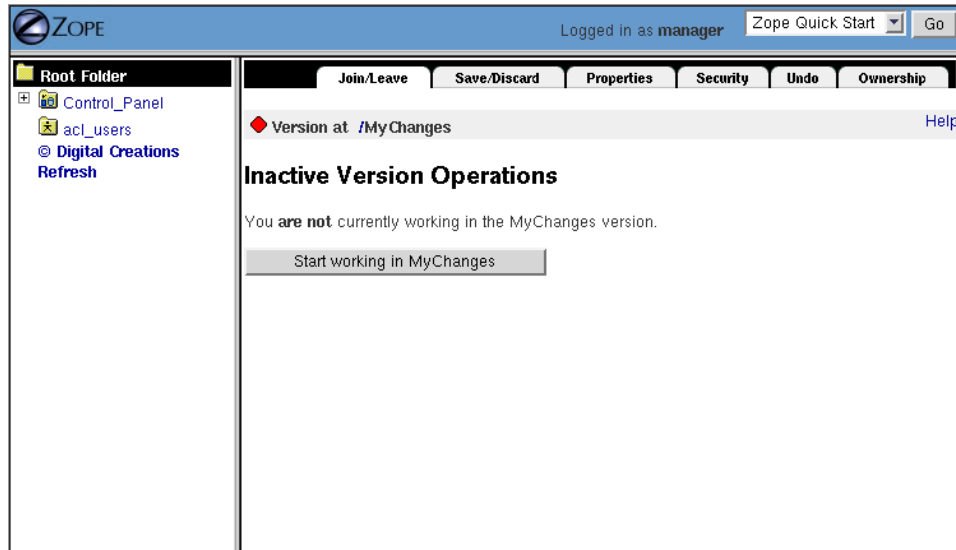 ZOPE
Logged in as manager
Zope Quick Start
Go
Root Folder
Control_Panel
acl_users
© Digital Creations
Refresh
Join/Leave
Save/Discard
Properties
Security
Undo
Ownership
Version at /MyChanges
Help
Inactive Version Operations
You are not currently working in the MyChanges version.
Start working in MyChanges